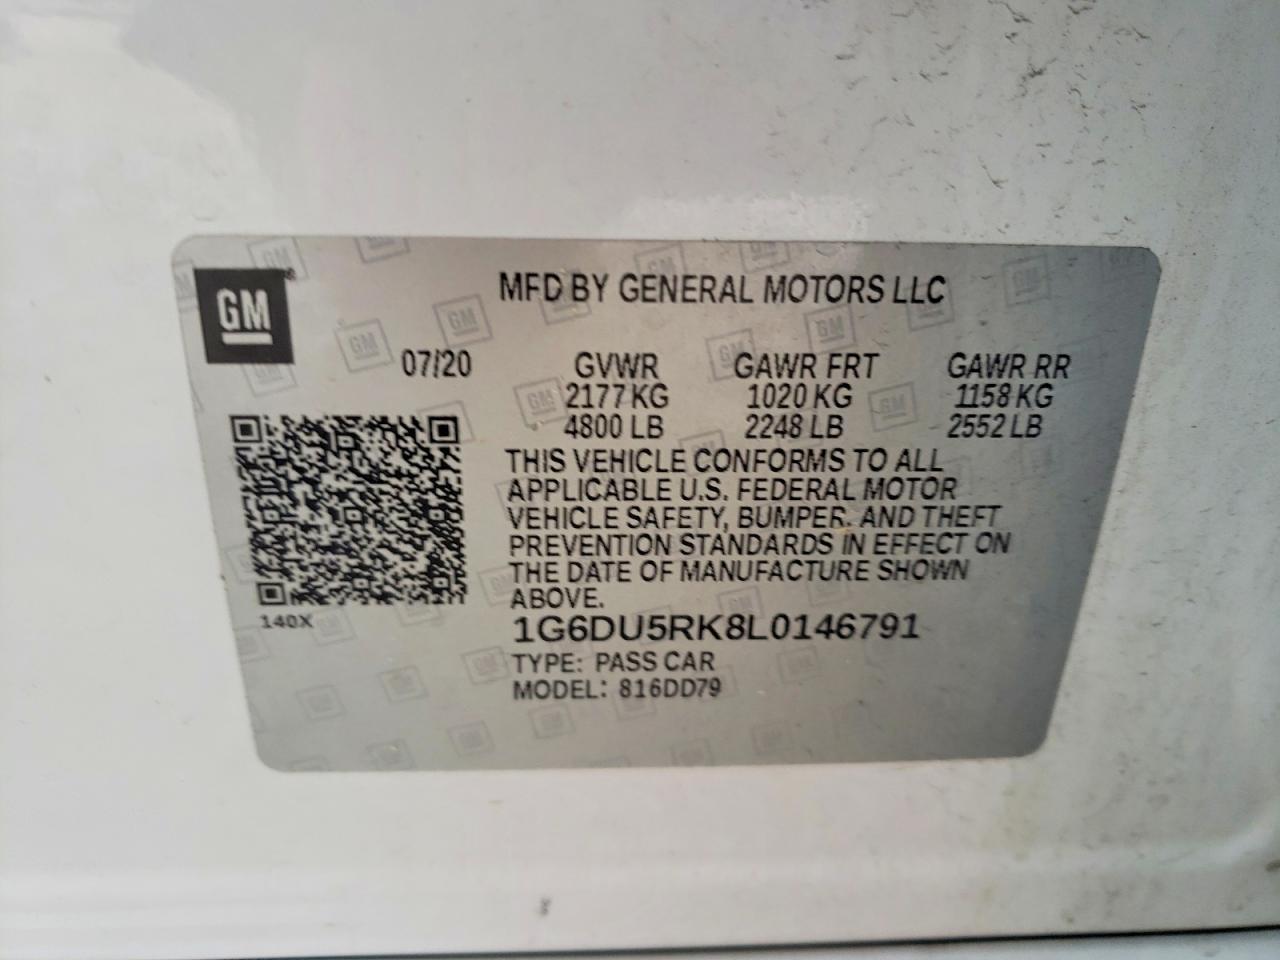 GM
MFD BY GENERAL MOTORS LLC
07/20 GVWR GAWR FRT GAWR RR
2177 KG 1020 KG 1158 KG
4800 LB 2248 LB 2552 LB
THIS VEHICLE CONFORMS TO ALL
APPLICABLE U.S. FEDERAL MOTOR
VEHICLE SAFETY, BUMPER. AND THEFT
PREVENTION STANDARDS IN EFFECT ON
THE DATE OF MANUFACTURE SHOWN
ABOVE.
140X
1G6DU5RK8L0146791
TYPE: PASS CAR
MODEL: 816DD79